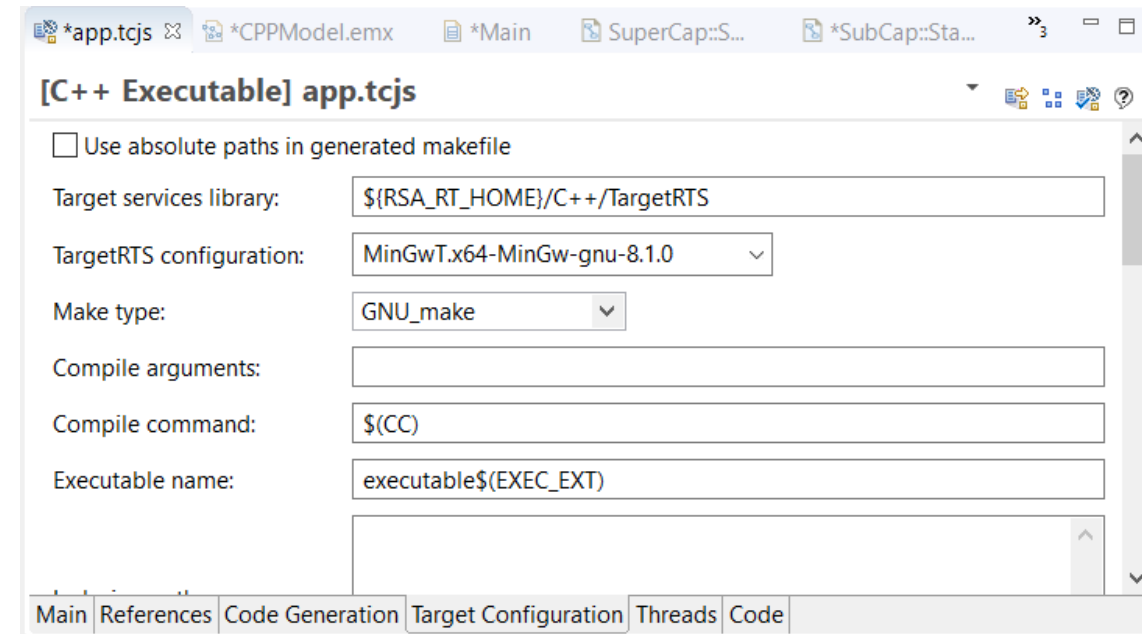 *app.tcjs *CPPModel.emx *Main SuperCap::S... *SubCap::Sta... »3
[C++ Executable] app.tcjs
Use absolute paths in generated makefile
Target services library: ${RSA_RT_HOME}/C++/TargetRTS
TargetRTS configuration: MinGwT.x64-MinGw-gnu-8.1.0
Make type: GNU_make
Compile arguments:
Compile command: $(CC)
Executable name: executable$(EXEC_EXT)
Main References Code Generation Target Configuration Threads Code